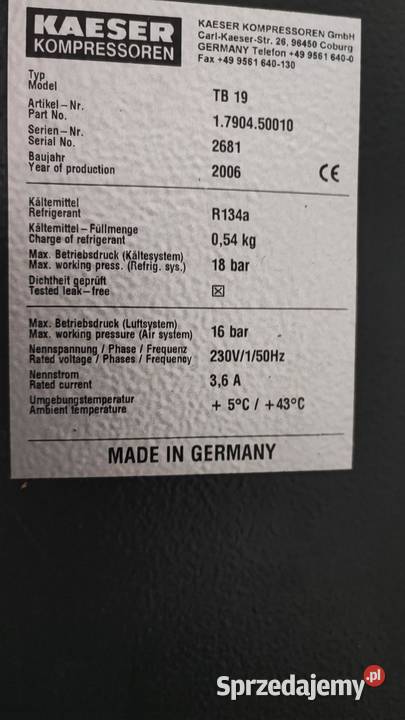 KAESER
KOMPRESSOREN
KAESER KOMPRESSOREN GmbH
Carl-Kaeser-Str. 26, 96450 Coburg
GERMANY Telefon +49 9561 640-0
Fax +49 9561 640-130
Typ
Model
TB 19
Artikel-Nr.
Part No.
1.7904.50010
Serien-Nr.
Serial No.
2681
Baujahr
Year of production
2006
CE
Kältemittel
Refrigerant
R134a
Kältemittel-Füllmenge
Charge of refrigerant
0,54 kg
Max. Betriebsdruck (Kältesystem)
Max. working press. (Refrig. sys.)
18 bar
Dichtheit geprüft
Tested leak-free
☒
Max. Betriebsdruck (Luftsystem)
Max. working pressure (Air system)
16 bar
Nennspannung / Phase / Frequenz
Rated voltage / Phases / Frequency
230V/1/50Hz
Nennstrom
Rated current
3,6 A
Umgebungstemperatur
Ambient temperature
+ 5°C / +43°C
MADE IN GERMANY
Sprzedajemy.pl